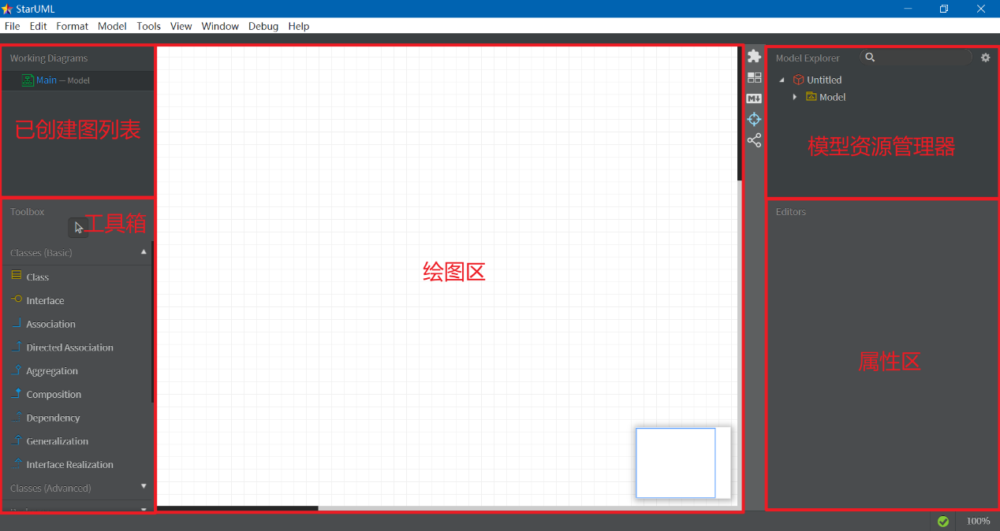 StarUML
File Edit Format Model Tools View Window Debug Help
Working Diagrams
Main — Model
已创建图列表
Toolbox
工具箱
Classes (Basic)
Class
Interface
Association
Directed Association
Aggregation
Composition
Dependency
Generalization
Interface Realization
Classes (Advanced)
绘图区
M
Model Explorer
Untitled
Model
模型资源管理器
Editors
属性区
100%